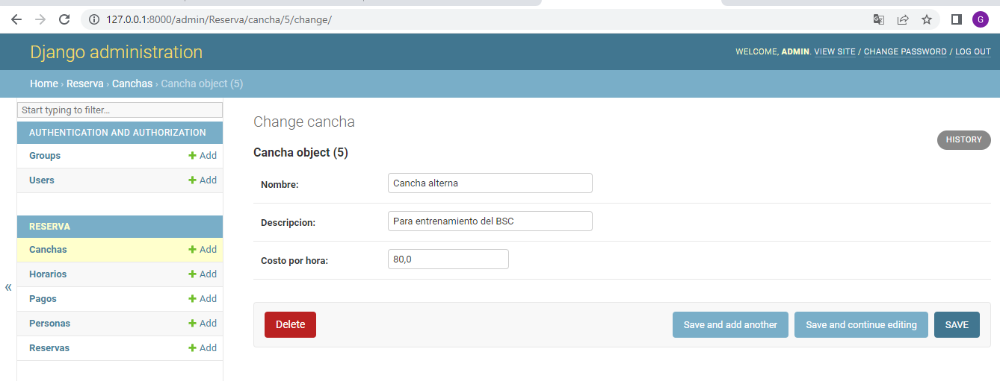 127.0.0.1:8000/admin/Reserva/cancha/5/change/
G
Django administration
WELCOME, ADMIN. VIEW SITE / CHANGE PASSWORD / LOG OUT
Home › Reserva › Canchas › Cancha object (5)
Start typing to filter...
AUTHENTICATION AND AUTHORIZATION
Groups + Add
Users + Add
RESERVA
Canchas + Add
Horarios + Add
Pagos + Add
Personas + Add
Reservas + Add
«
Change cancha
HISTORY
Cancha object (5)
Nombre: Cancha alterna
Descripcion: Para entrenamiento del BSC
Costo por hora: 80,0
Delete
Save and add another
Save and continue editing
SAVE